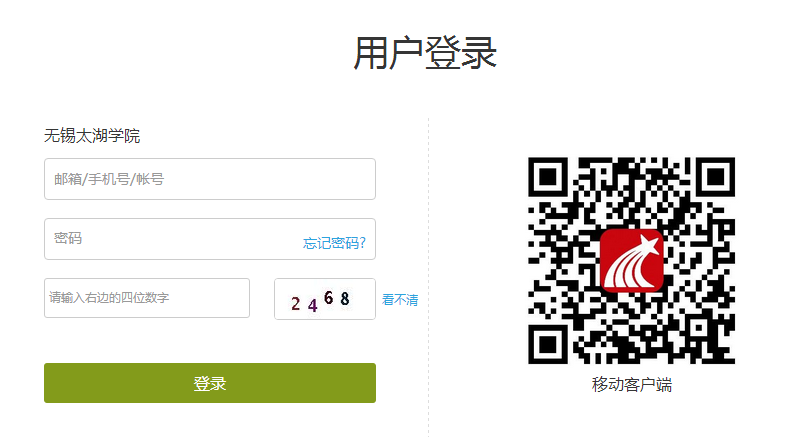 用户登录
无锡太湖学院
邮箱/手机号/帐号
密码
忘记密码?
请输入右边的四位数字
2468
看不清
登录
移动客户端